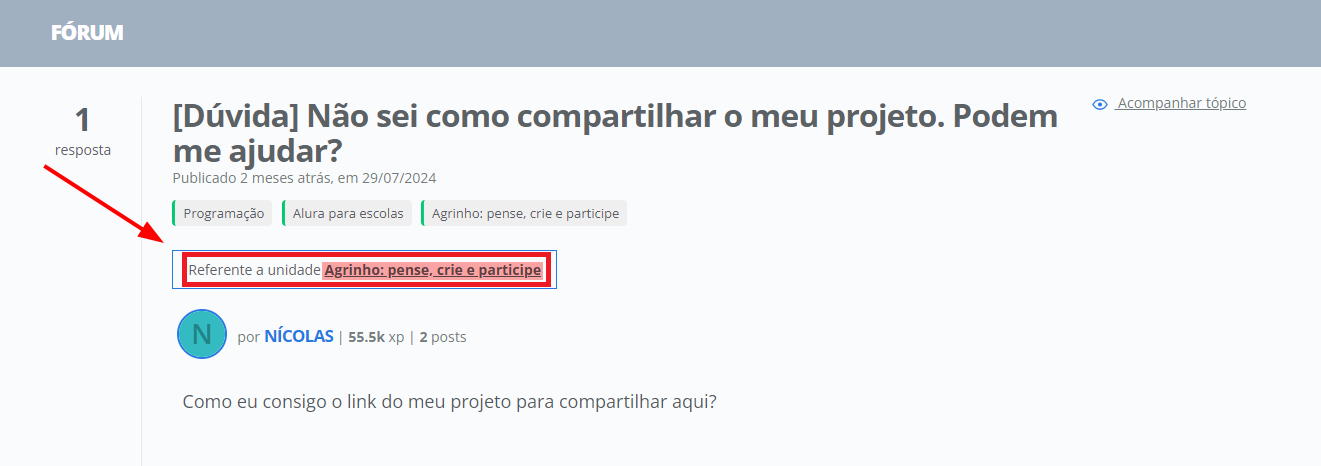 FÓRUM
1
resposta
[Dúvida] Não sei como compartilhar o meu projeto. Podem
me ajudar?
Acompanhar tópico
Publicado 2 meses atrás, em 29/07/2024
Programação Alura para escolas Agrinho: pense, crie e participe
Referente a unidade Agrinho: pense, crie e participe
N
por NÍCOLAS | 55.5k xp | 2 posts
Como eu consigo o link do meu projeto para compartilhar aqui?